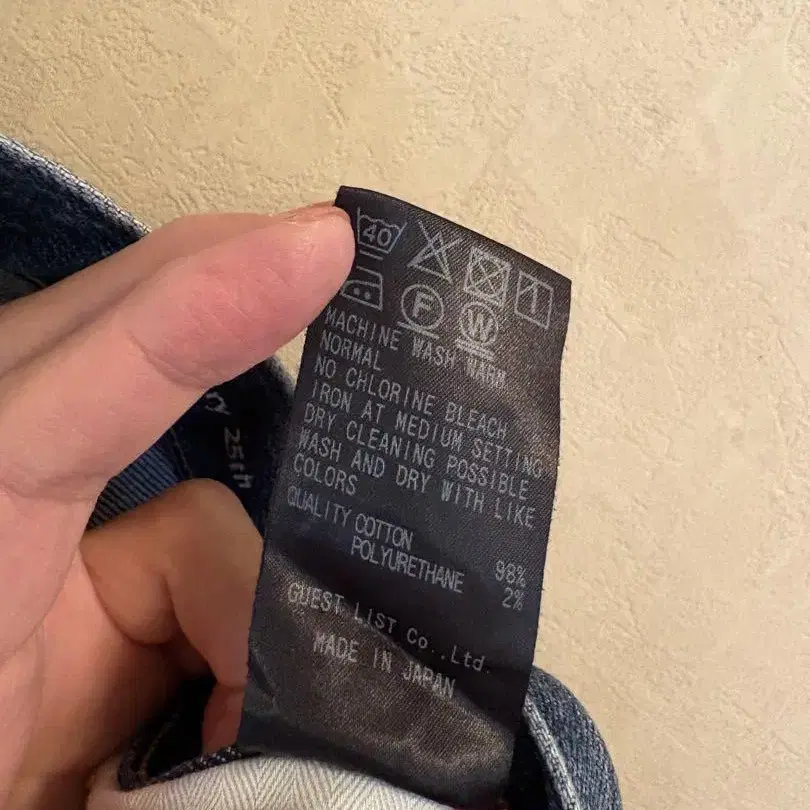 40
F W
MACHINE WASH WARM
NORMAL
NO CHLORINE BLEACH
IRON AT MEDIUM SETTING
DRY CLEANING POSSIBLE
WASH AND DRY WITH LIKE
COLORS
QUALITY COTTON 98%
POLYURETHANE 2%
GUEST LIST Co.,Ltd.
MADE IN JAPAN
25th